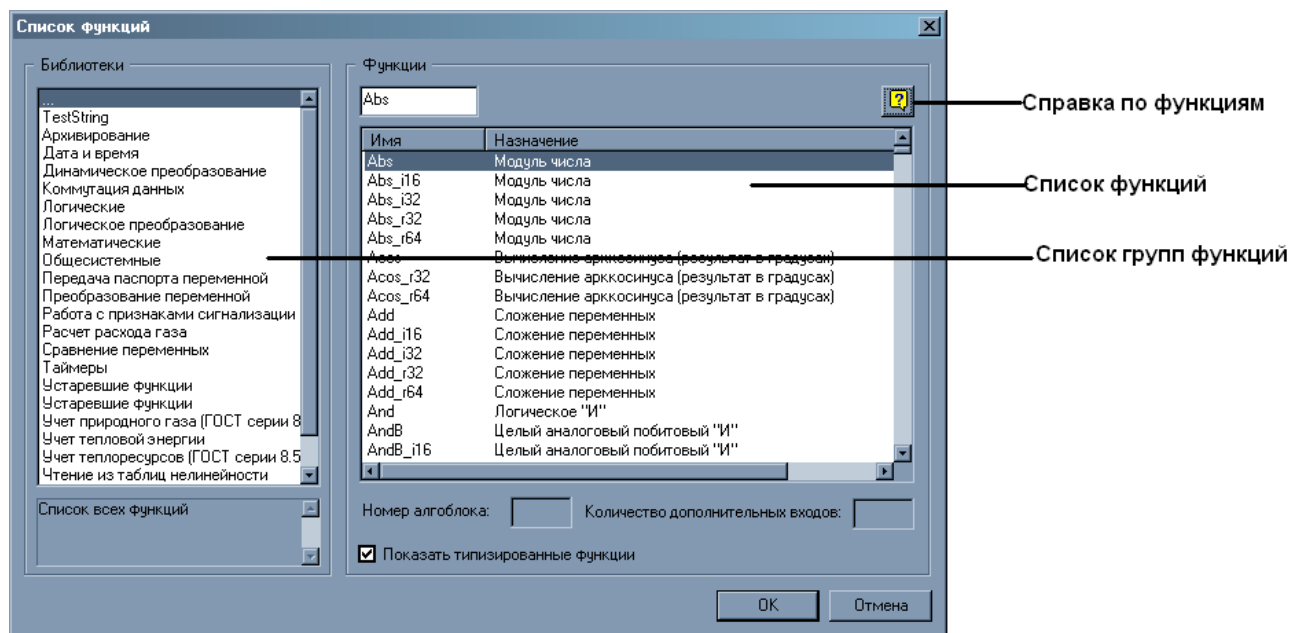 Список функций
Библиотеки
...
TestString
Архивирование
Дата и время
Динамическое преобразование
Коммутация данных
Логические
Логическое преобразование
Математические
Общесистемные
Передача паспорта переменной
Преобразование переменной
Работа с признаками сигнализации
Расчет расхода газа
Сравнение переменных
Таймеры
Устаревшие функции
Устаревшие функции
Учет природного газа (ГОСТ серии 8
Учет тепловой энергии
Учет теплоресурсов (ГОСТ серии 8.5
Чтение из таблиц нелинейности
Список всех функций
Функции
Abs
Имя Назначение
Abs Модуль числа
Abs_i16 Модуль числа
Abs_i32 Модуль числа
Abs_r32 Модуль числа
Abs_r64 Модуль числа
Acos Вычисление арккосинуса (результат в градусах)
Acos_r32 Вычисление арккосинуса (результат в градусах)
Acos_r64 Вычисление арккосинуса (результат в градусах)
Add Сложение переменных
Add_i16 Сложение переменных
Add_i32 Сложение переменных
Add_r32 Сложение переменных
Add_r64 Сложение переменных
And Логическое "И"
AndB Целый аналоговый побитовый "И"
AndB_i16 Целый аналоговый побитовый "И"
Номер алгоблока: Количество дополнительных входов:
Показать типизированные функции
OK Отмена
Справка по функциям
Список функций
Список групп функций